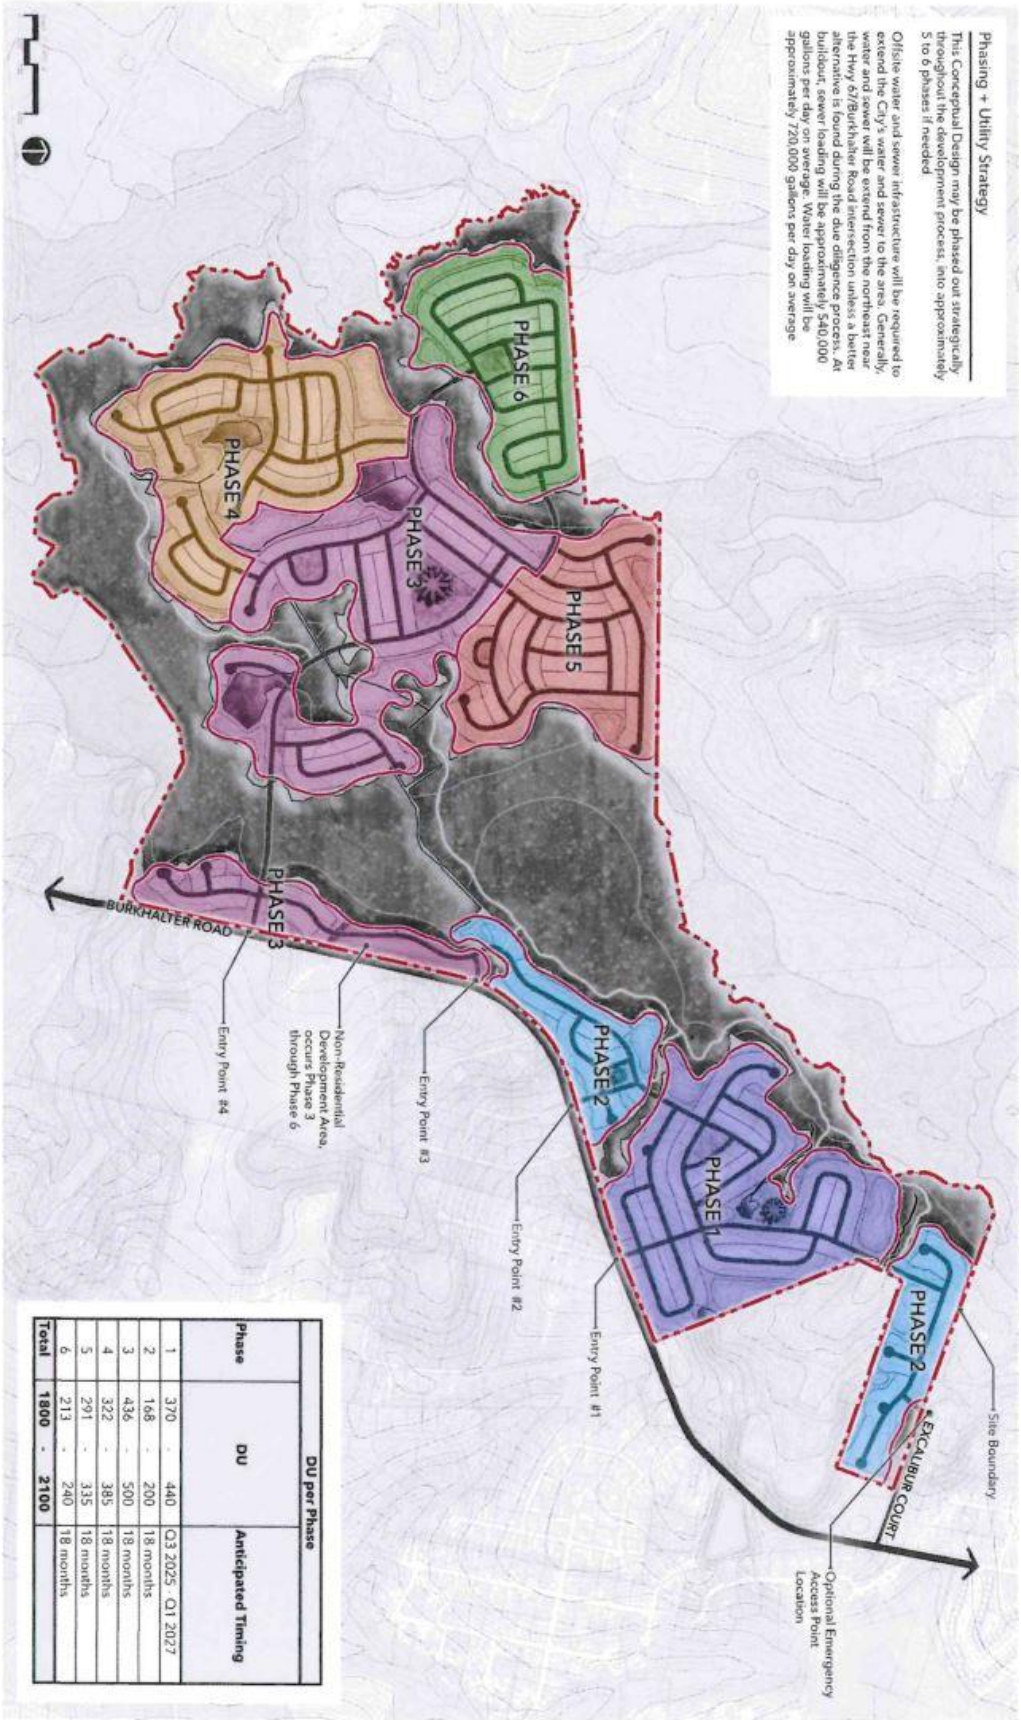 Phasing + Utility Strategy
This Conceptual Design may be phased out strategically
throughout the development process, into approximately
5 to 6 phases if needed
Offsite water and sewer infrastructure will be required to
extend the City's water and sewer to the area. Generally,
water and sewer will be extend from the northeast near
the Hwy 67/Burkhalter Road intersection unless a better
alternative is found during the due diligence process. At
buildout, sewer loading will be approximately 540,000
gallons per day on average. Water loading will be
approximately 720,000 gallons per day on average
Site Boundary
EXCALIBUR COURT
Optional Emergency
Access Point
Location
PHASE 2
PHASE 1
PHASE 2
PHASE 5
PHASE 6
PHASE 3
PHASE 4
PHASE 3
BURKHALTER ROAD
Entry Point #1
Entry Point #2
Entry Point #3
Non-Residential
Development Area,
occurs Phase 3
through Phase 6
Entry Point #4
DU per Phase
Phase DU Anticipated Timing
1 370 - 440 Q3 2025 - Q1 2027
2 168 - 200 18 months
3 436 - 500 18 months
4 322 - 385 18 months
5 291 - 335 18 months
6 213 - 240 18 months
Total 1800 - 2100